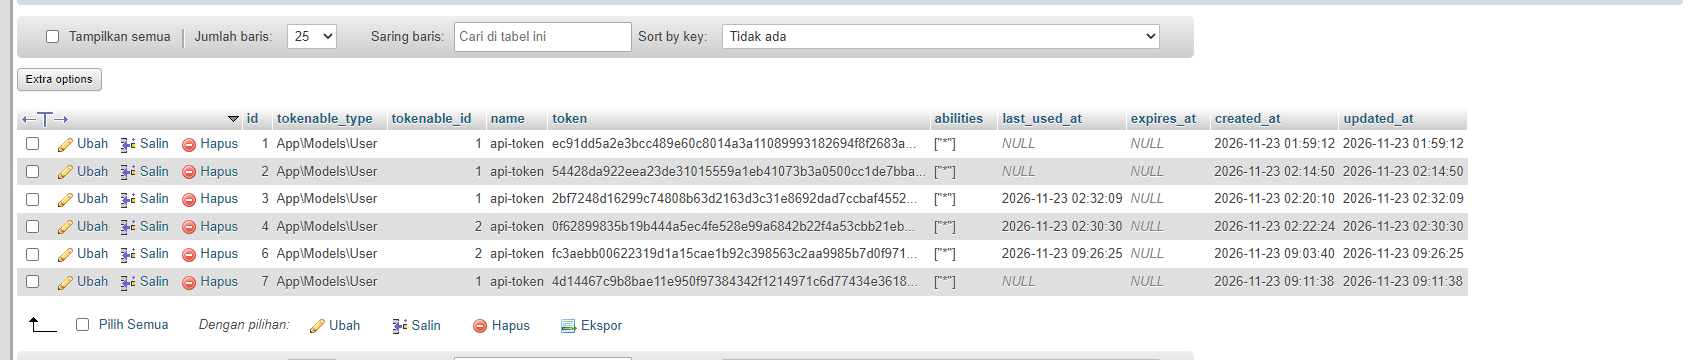 Tampilkan semua Jumlah baris: 25 Saring baris: Cari di tabel ini Sort by key: Tidak ada
Extra options
←T→ id tokenable_type tokenable_id name token abilities last_used_at expires_at created_at updated_at
Ubah Salin Hapus 1 App\Models\User 1 api-token ec91dd5a2e3bcc489e60c8014a3a11089993182694f8f2683a... ["*"] NULL NULL 2026-11-23 01:59:12 2026-11-23 01:59:12
Ubah Salin Hapus 2 App\Models\User 1 api-token 54428da922eea23de31015559a1eb41073b3a0500cc1de7bba... ["*"] NULL NULL 2026-11-23 02:14:50 2026-11-23 02:14:50
Ubah Salin Hapus 3 App\Models\User 1 api-token 2bf7248d16299c74808b63d2163d3c31e8692dad7ccbaf4552... ["*"] 2026-11-23 02:32:09 NULL 2026-11-23 02:20:10 2026-11-23 02:32:09
Ubah Salin Hapus 4 App\Models\User 2 api-token 0f62899835b19b444a5ec4fe528e99a6842b22f4a53cbb21eb... ["*"] 2026-11-23 02:30:30 NULL 2026-11-23 02:22:24 2026-11-23 02:30:30
Ubah Salin Hapus 6 App\Models\User 2 api-token fc3aebb00622319d1a15cae1b92c398563c2aa9985b7d0f971... ["*"] 2026-11-23 09:26:25 NULL 2026-11-23 09:03:40 2026-11-23 09:26:25
Ubah Salin Hapus 7 App\Models\User 1 api-token 4d14467c9b8bae11e950f97384342f1214971c6d77434e3618... ["*"] NULL NULL 2026-11-23 09:11:38 2026-11-23 09:11:38
Pilih Semua Dengan pilihan: Ubah Salin Hapus Ekspor